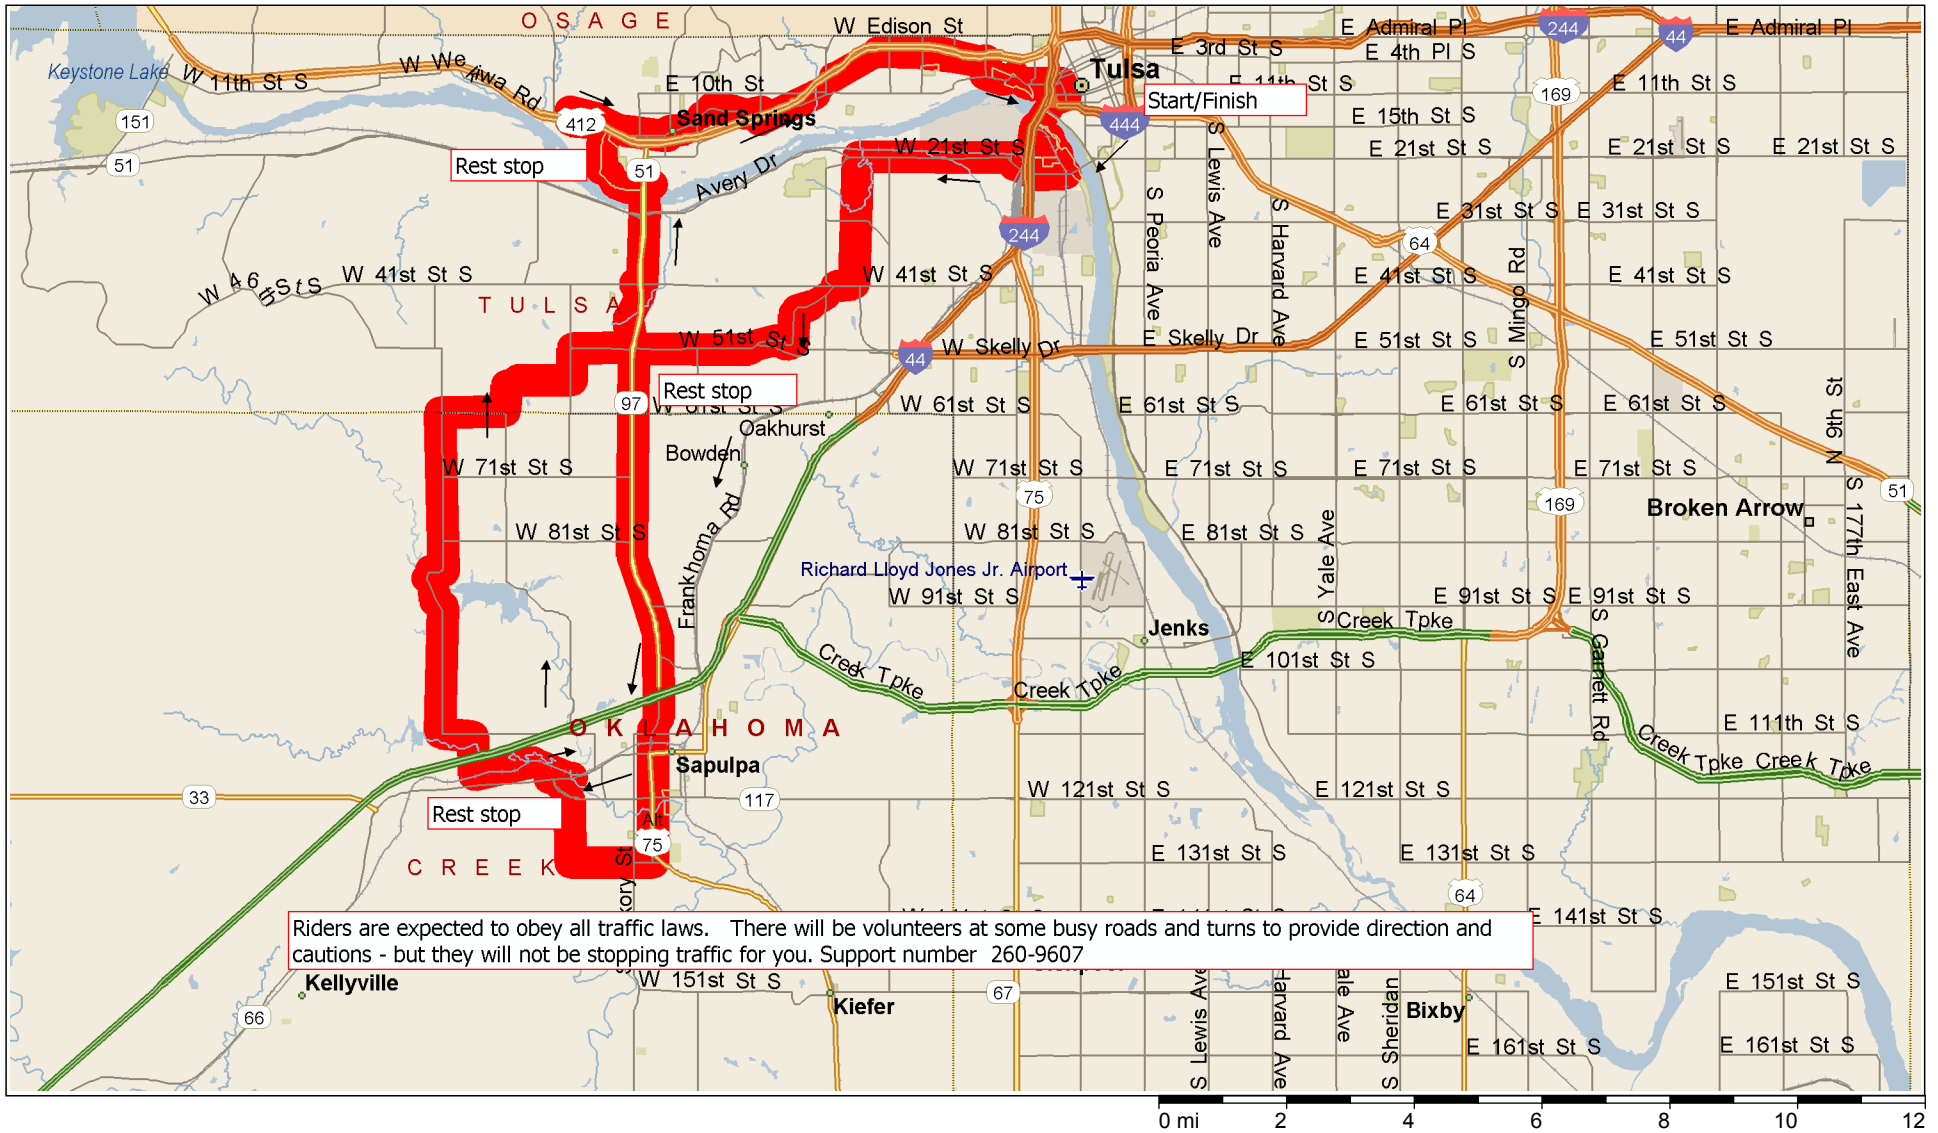 O S A G E
W Edison St
E Admiral Pl
244
44
E Admiral Pl
E 3rd St S
E 4th Pl S
Keystone Lake
W 11th St S
E 10th St
Tulsa
E 11th St S
169
E 11th St S
Start/Finish
151
412
Sand Springs
444
E 15th St S
51
Rest stop
51
Avery Dr
W 21st St S
E 21st St S
E 21st St S
E 21st St S
S Lewis Ave
S Peoria Ave
S Harvard Ave
E 31st St S
E 31st St S
244
64
W 41st St S
W 41st St S
E 41st St S
E 41st St S
S Mingo Rd
T U L S A
W 51st St S
44
W Skelly Dr
E Skelly Dr
E 51st St S
E 51st St S
Rest stop
97
W 61st St S
W 61st St S
E 61st St S
E 61st St S
E 61st St S
N 9th St
Oakhurst
Bowden
W 71st St S
W 71st St S
E 71st St S
E 71st St S
E 71st St S
75
169
51
Broken Arrow
S 177th East Ave
Frankhoma Rd
W 81st St S
W 81st St S
E 81st St S
S Yale Ave
Richard Lloyd Jones Jr. Airport
W 91st St S
E 91st St S
E 91st St S
Jenks
Creek Tpke
S Garnett Rd
Creek Tpke
Creek Tpke
E 101st St S
O K L A H O M A
E 111th St S
Sapulpa
Creek Tpke
Creek Tpke
33
117
W 121st St S
E 121st St S
Rest stop
Alt
75
E 131st St S
E 131st St S
C R E E K
64
E 141st St S
Riders are expected to obey all traffic laws. There will be volunteers at some busy roads and turns to provide direction and
cautions - but they will not be stopping traffic for you. Support number 260-9607
Kellyville
W 151st St S
67
E 151st St S
66
Kiefer
Bixby
S Lewis Ave
Harvard Ave
S Sheridan
E 161st St S
E 161st St S
0 mi 2 4 6 8 10 12